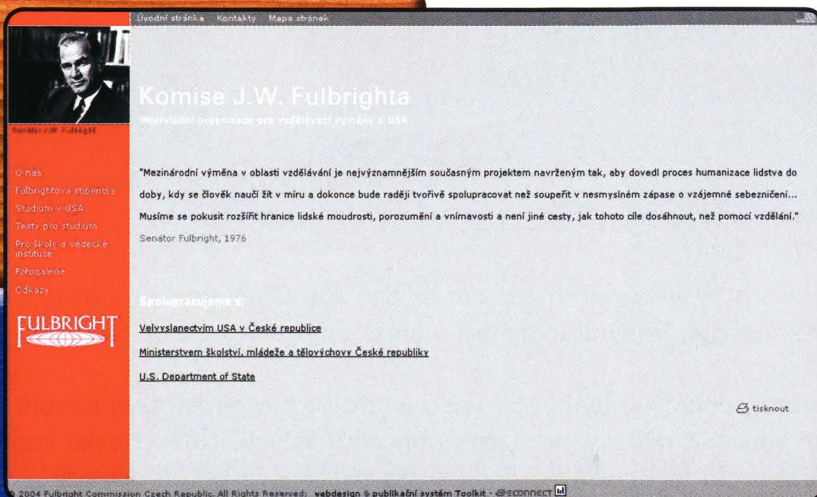 Úvodní stránka Kontakty Mapa stránek
Senátor J.W. Fulbright
Komise J.W. Fulbrighta
Mezivládní organizace pro vzdělávací výměny s USA
O nás
Fulbrightova stipendia
Studium v USA
Testy pro studium
Pro školy a vědecké
instituce
Fotogalerie
Odkazy
FULBRIGHT
"Mezinárodní výměna v oblasti vzdělávání je nejvýznamnějším současným projektem navrženým tak, aby dovedl proces humanizace lidstva do
doby, kdy se člověk naučí žít v míru a dokonce bude raději tvořivě spolupracovat než soupeřit v nesmyslném zápase o vzájemné sebezničení...
Musíme se pokusit rozšířit hranice lidské moudrosti, porozumění a vnímavosti a není jiné cesty, jak tohoto cíle dosáhnout, než pomocí vzdělání."
Senátor Fulbright, 1976
Spolupracujeme s:
Velvyslanectvím USA v České republice
Ministerstvem školství, mládeže a tělovýchovy České republiky
U.S. Department of State
tisknout
© 2004 Fulbright Commission Czech Republic. All Rights Reserved; webdesign & publikační systém Toolkit - econnect